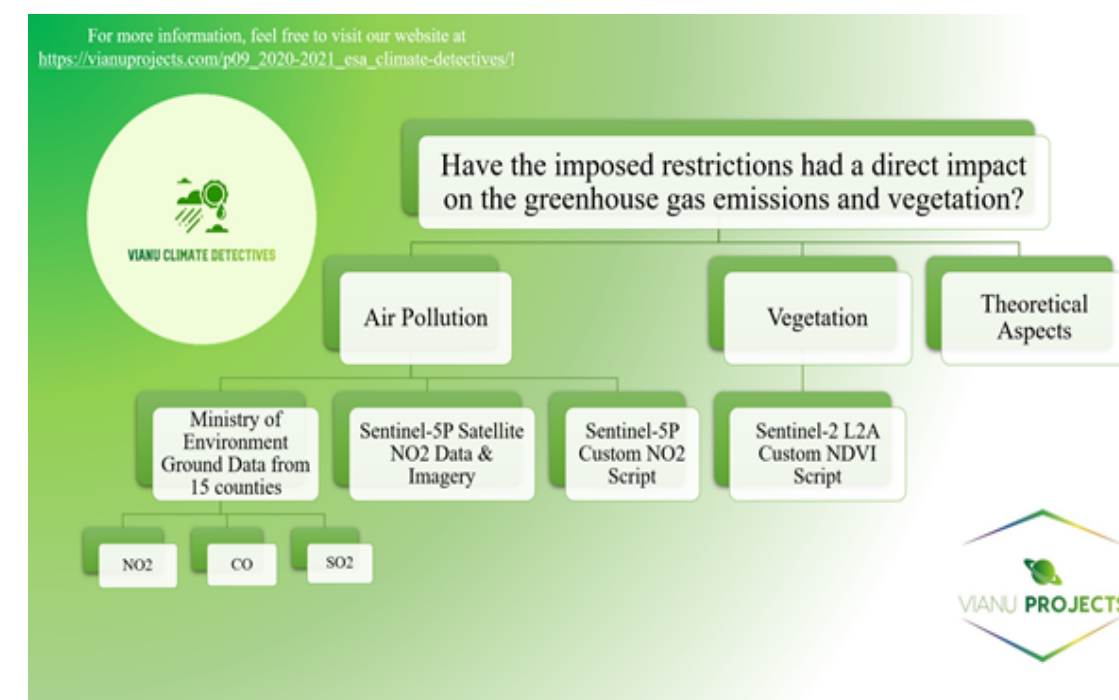 For more information, feel free to visit our website at
https://vianuprojects.com/p09_2020-2021_esa_climate-detectives/!
VIANU CLIMATE DETECTIVES
Have the imposed restrictions had a direct impact
on the greenhouse gas emissions and vegetation?
Air Pollution
Vegetation
Theoretical
Aspects
Ministry of
Environment
Ground Data from
15 counties
Sentinel-5P Satellite
NO2 Data &
Imagery
Sentinel-5P
Custom NO2
Script
Sentinel-2 L2A
Custom NDVI
Script
NO2
CO
SO2
VIANU PROJECTS